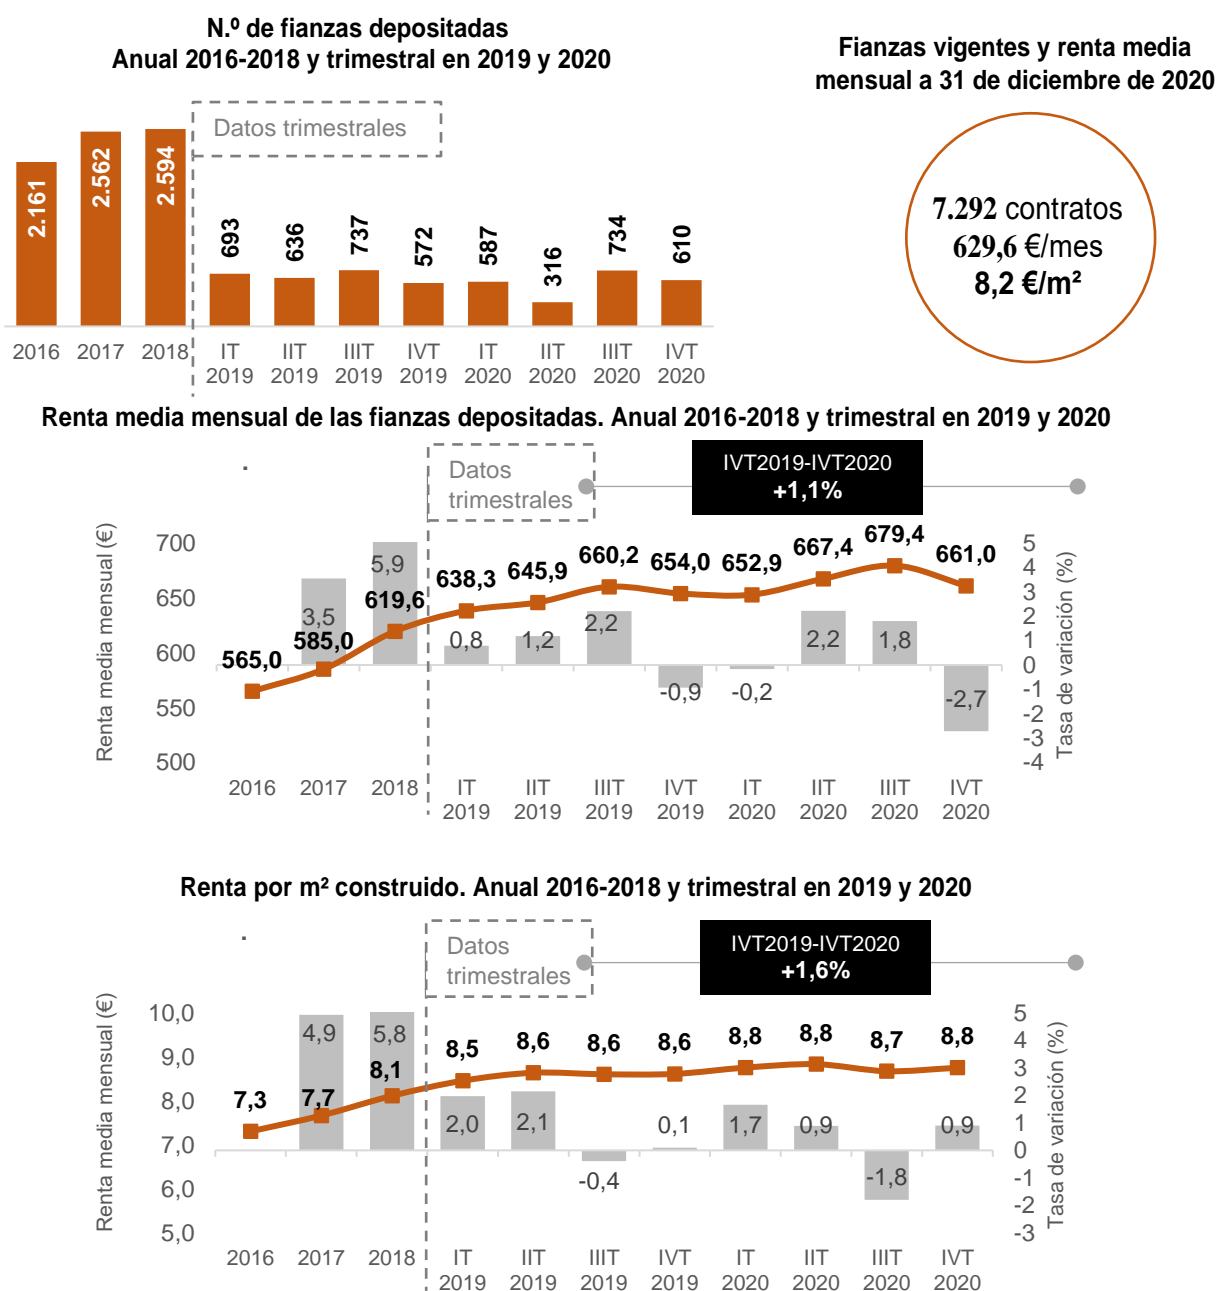 N.º de fianzas depositadas
Anual 2016-2018 y trimestral en 2019 y 2020
Datos trimestrales
2.161
2.562
2.594
693
636
737
572
587
316
734
610
2016 2017 2018 IT IIT IIIT IVT IT IIT IIIT IVT
2019 2019 2019 2019 2020 2020 2020 2020
Fianzas vigentes y renta media
mensual a 31 de diciembre de 2020
7.292 contratos
629,6 €/mes
8,2 €/m²
Renta media mensual de las fianzas depositadas. Anual 2016-2018 y trimestral en 2019 y 2020
.
Datos
trimestrales
IVT2019-IVT2020
+1,1%
Renta media mensual (€)
700
650
600
550
500
565,0 585,0 619,6 638,3 645,9 660,2 654,0 652,9 667,4 679,4 661,0
3,5 5,9 0,8 1,2 2,2 -0,9 -0,2 2,2 1,8 -2,7
5
4
3
2
1
0
-1
-2
-3
-4
Tasa de variación (%)
2016 2017 2018 IT IIT IIIT IVT IT IIT IIIT IVT
2019 2019 2019 2019 2020 2020 2020 2020
Renta por m² construido. Anual 2016-2018 y trimestral en 2019 y 2020
.
Datos
trimestrales
IVT2019-IVT2020
+1,6%
Renta media mensual (€)
10,0
9,0
8,0
7,0
6,0
5,0
7,3 7,7 8,1 8,5 8,6 8,6 8,6 8,8 8,8 8,7 8,8
4,9 5,8 2,0 2,1 -0,4 0,1 1,7 0,9 -1,8 0,9
5
4
3
2
1
0
-1
-2
-3
Tasa de variación (%)
2016 2017 2018 IT IIT IIIT IVT IT IIT IIIT IVT
2019 2019 2019 2019 2020 2020 2020 2020